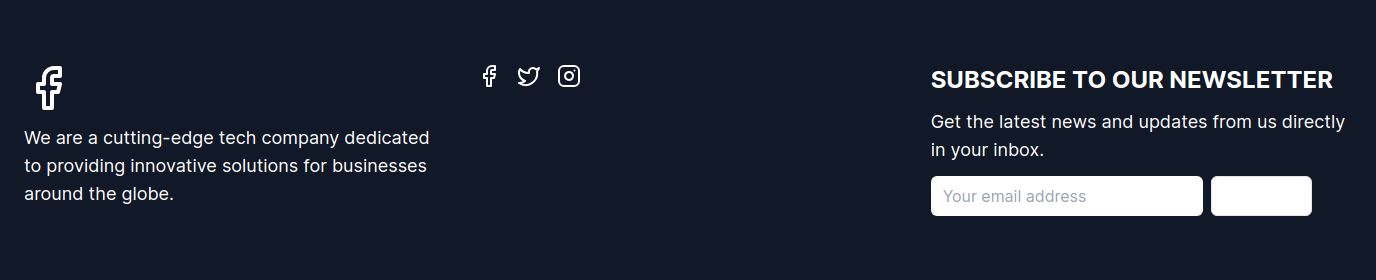 We are a cutting-edge tech company dedicated
to providing innovative solutions for businesses
around the globe.
SUBSCRIBE TO OUR NEWSLETTER
Get the latest news and updates from us directly
in your inbox.
Your email address